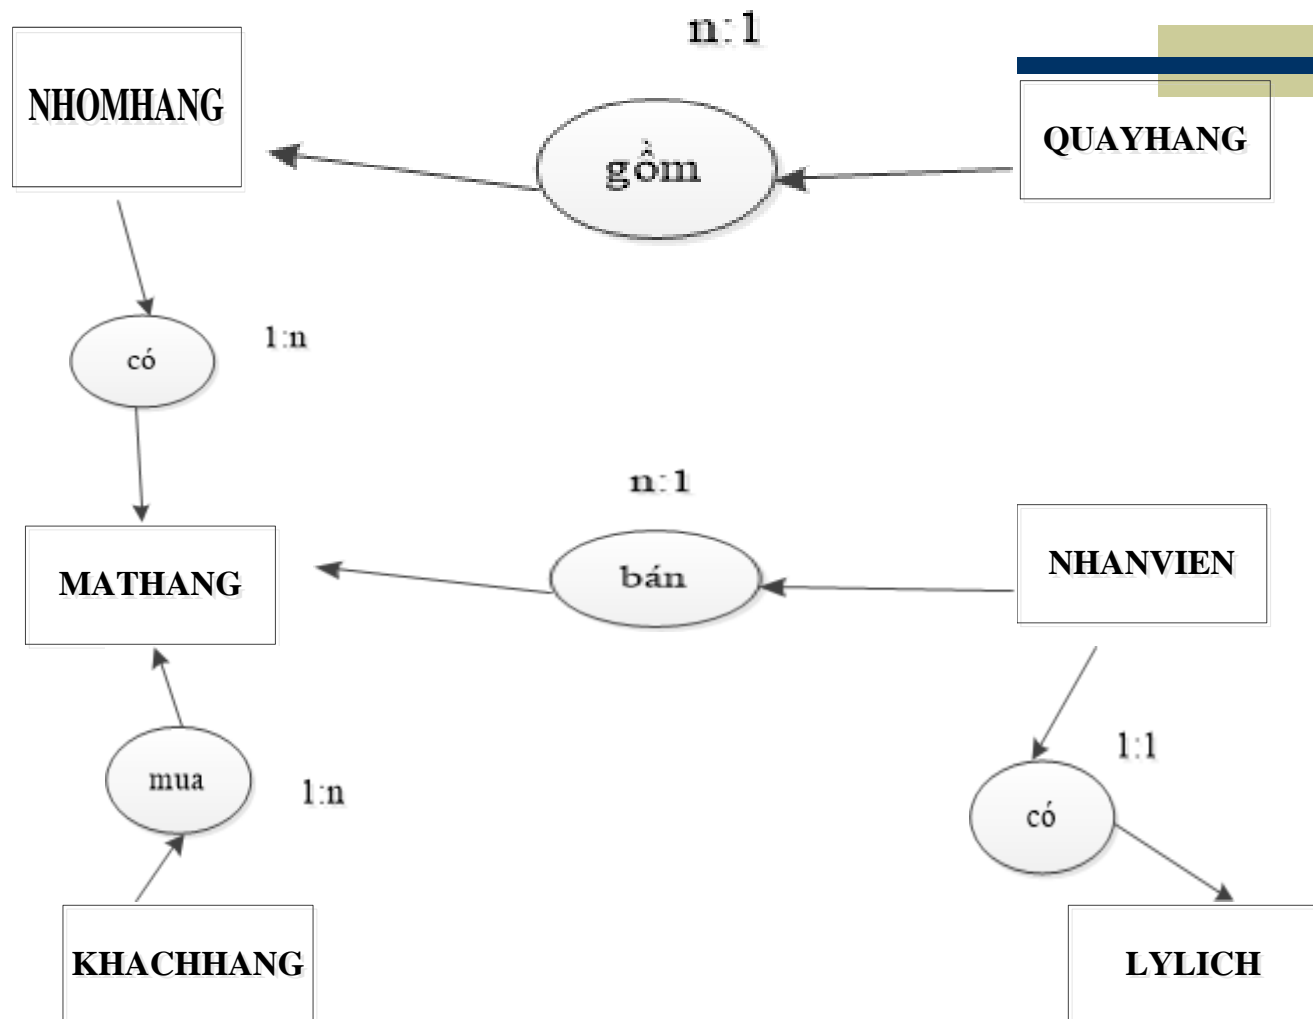 n:1
NHOMHANG
gồm
QUAYHANG
có
1:n
n:1
MATHANG
bán
NHANVIEN
mua
1:n
1:1
có
KHACHHANG
LYLICH